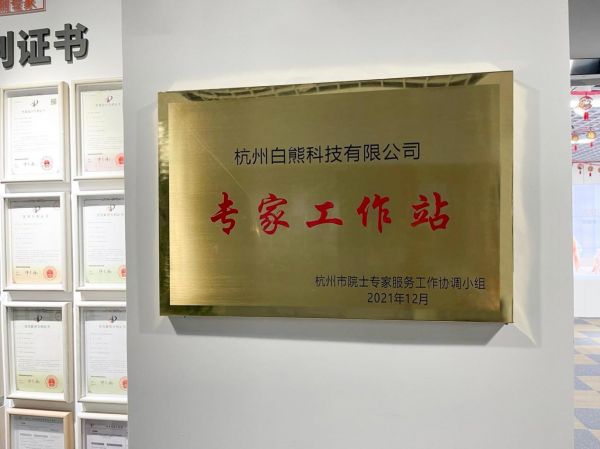 利证书
杭州白熊科技有限公司
专家工作站
杭州市院士专家服务工作协调小组
2021年12月